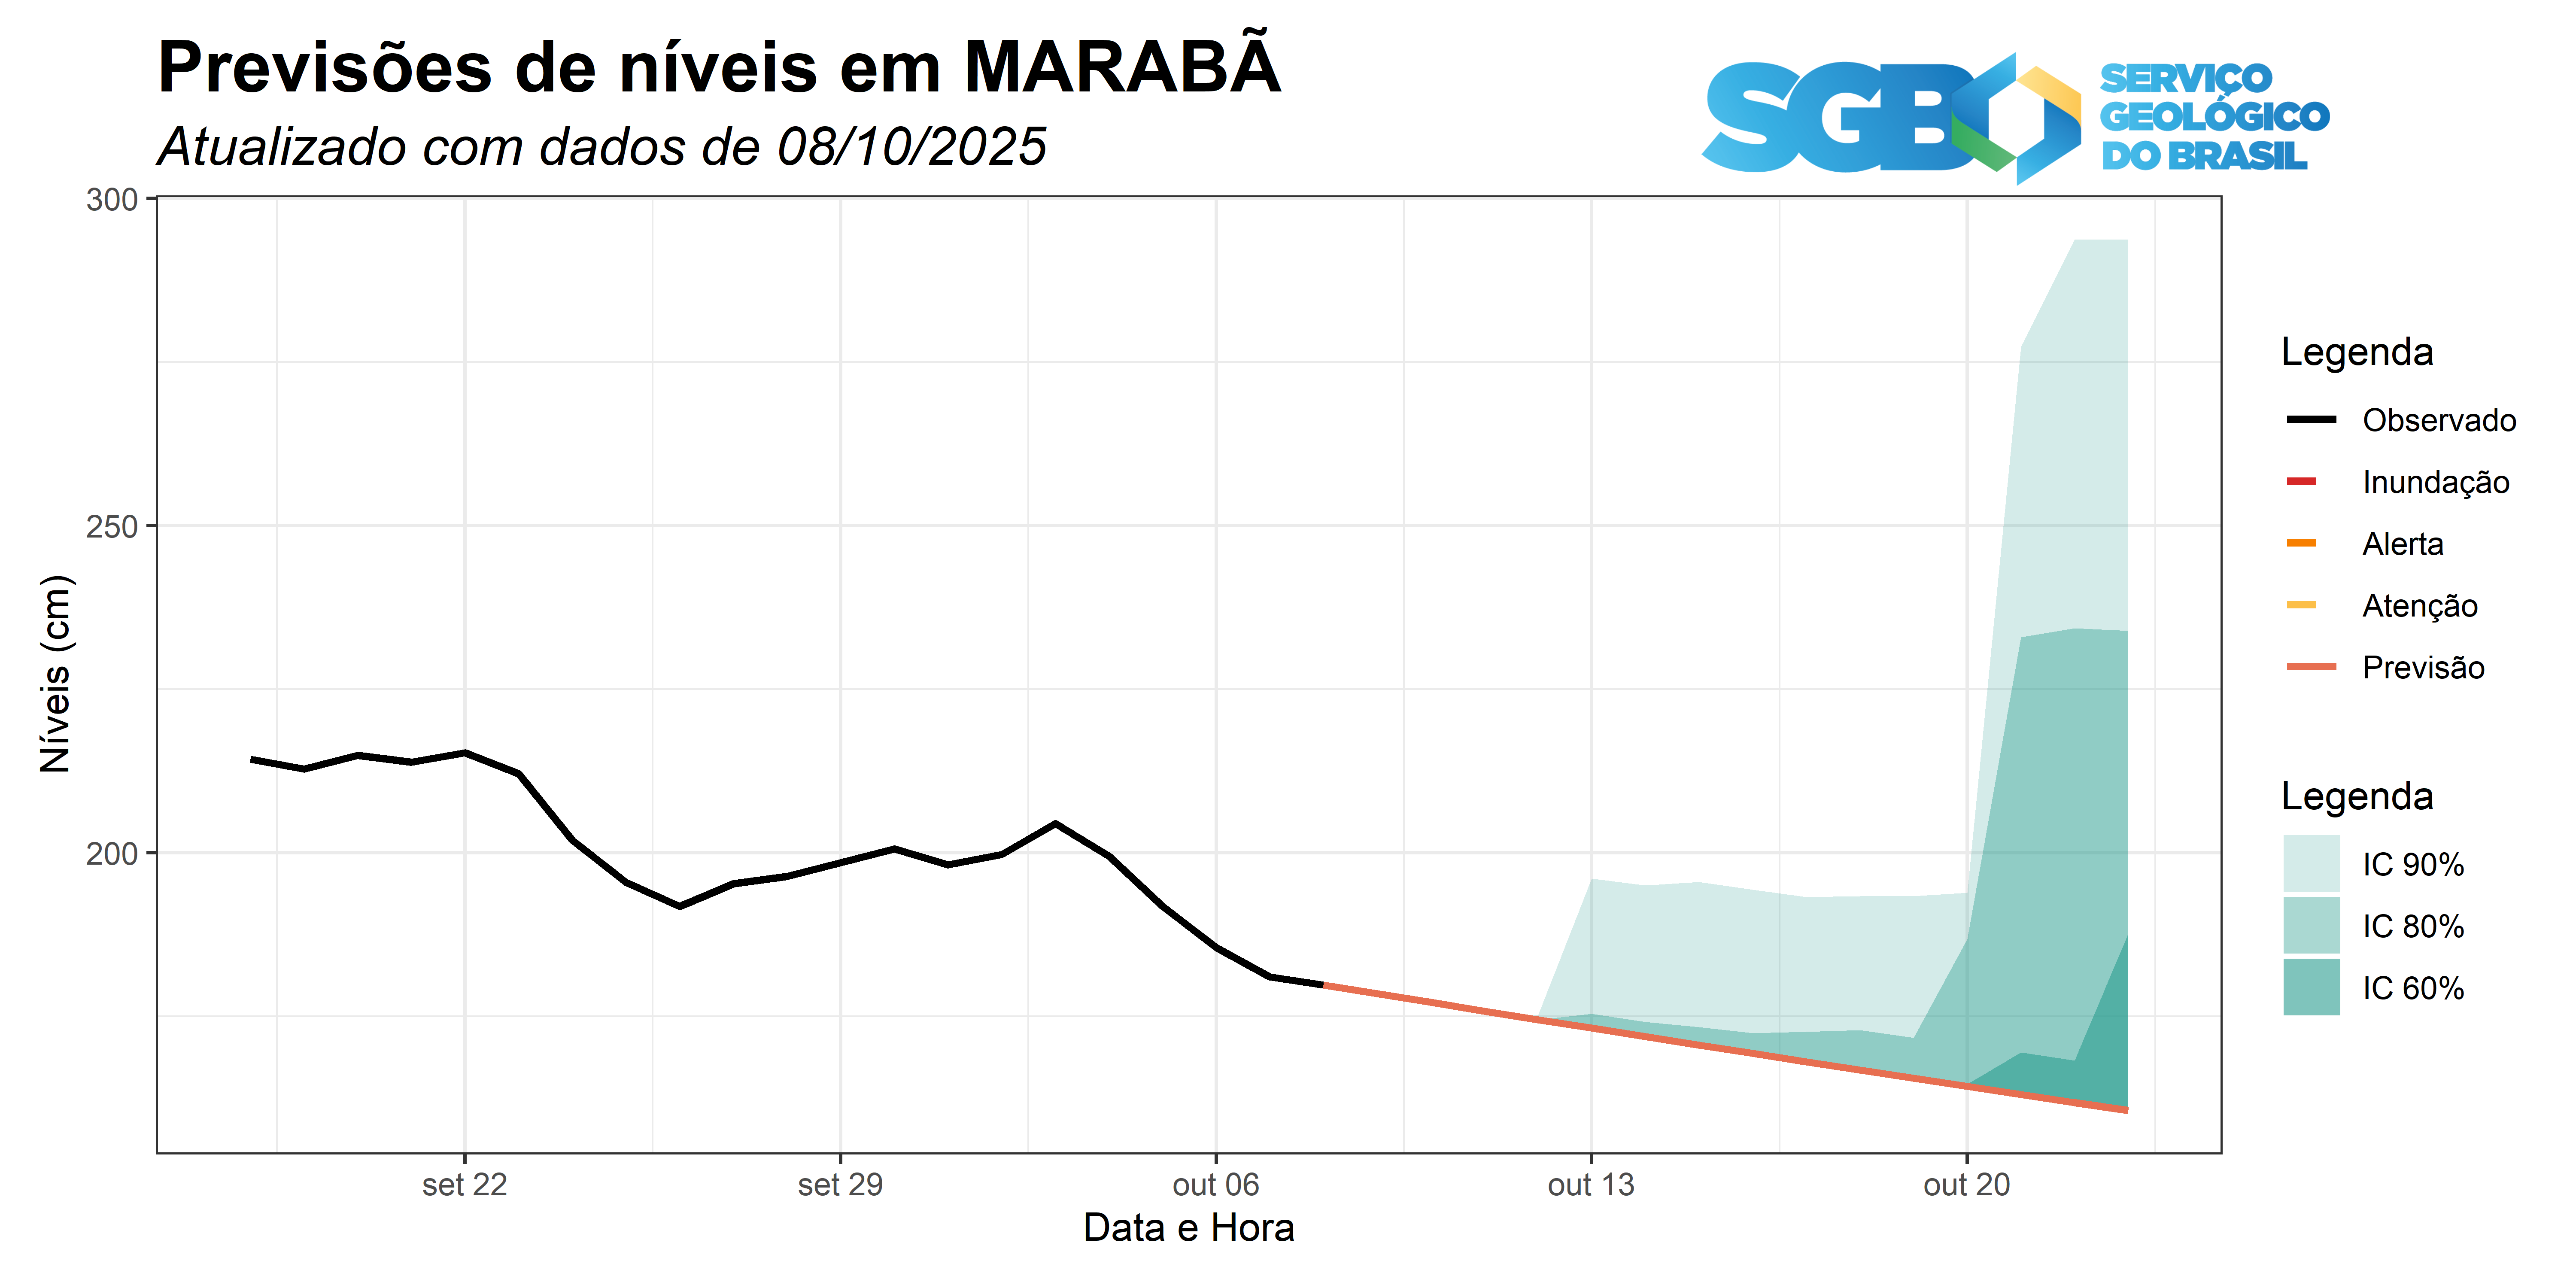 Previsões de níveis em MARABÃ
Atualizado com dados de 08/10/2025
SGB
SERVIÇO
GEOLÓGICO
DO BRASIL
300
250
200
Níveis (cm)
set 22
set 29
out 06
out 13
out 20
Data e Hora
Legenda
Observado
Inundação
Alerta
Atenção
Previsão
Legenda
IC 90%
IC 80%
IC 60%